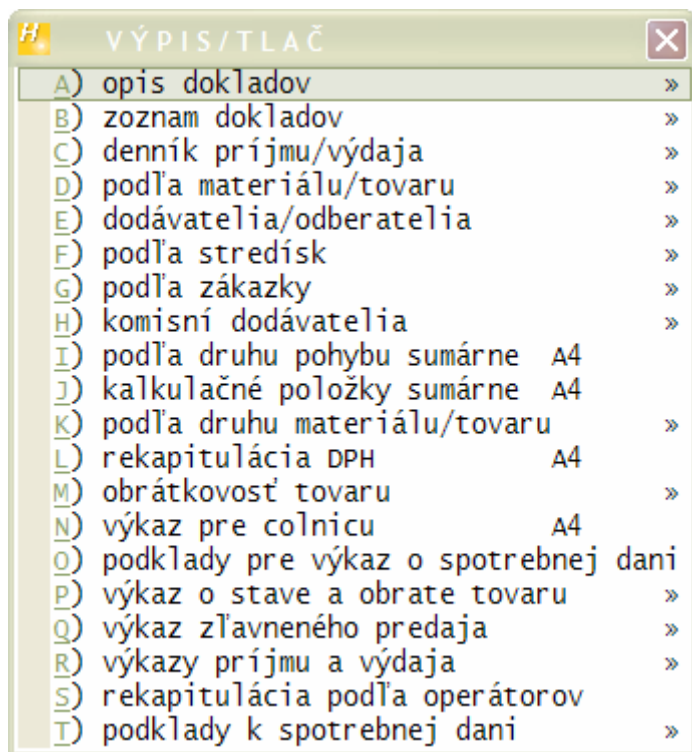 H
VÝPIS/TLAČ
A) opis dokladov »
B) zoznam dokladov »
C) denník príjmu/výdaja »
D) podľa materiálu/tovaru »
E) dodávatelia/odberatelia »
F) podľa stredísk »
G) podľa zákazky »
H) komisní dodávatelia »
I) podľa druhu pohybu sumárne A4
J) kalkulačné položky sumárne A4
K) podľa druhu materiálu/tovaru »
L) rekapitulácia DPH A4
M) obrátkovosť tovaru »
N) výkaz pre colnicu A4
O) podklady pre výkaz o spotrebnej dani
P) výkaz o stave a obrate tovaru »
Q) výkaz zľavneného predaja »
R) výkazy príjmu a výdaja »
S) rekapitulácia podľa operátorov
T) podklady k spotrebnej dani »